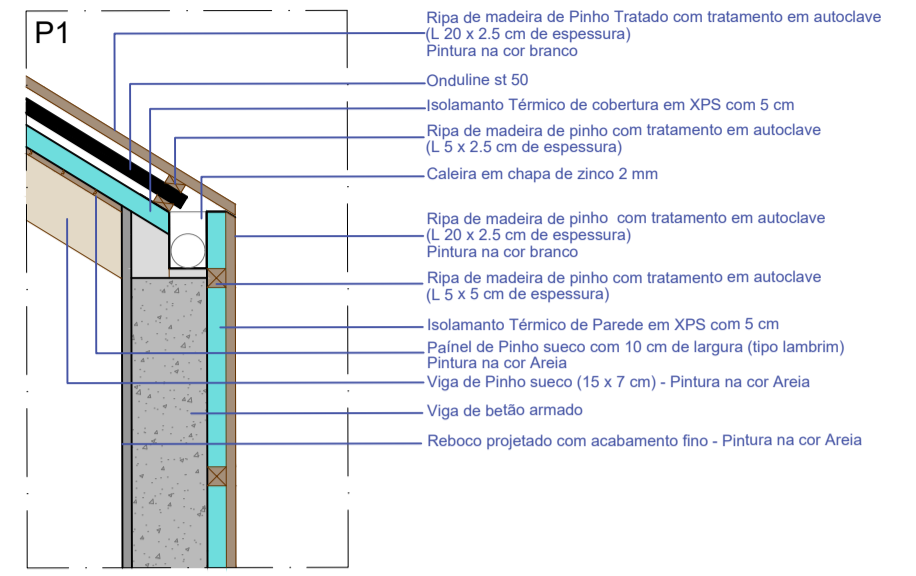 P1
Ripa de madeira de Pinho Tratado com tratamento em autoclave
(L 20 x 2.5 cm de espessura)
Pintura na cor branco
Onduline st 50
Isolamanto Térmico de cobertura em XPS com 5 cm
Ripa de madeira de pinho com tratamento em autoclave
(L 5 x 2.5 cm de espessura)
Caleira em chapa de zinco 2 mm
Ripa de madeira de pinho com tratamento em autoclave
(L 20 x 2.5 cm de espessura)
Pintura na cor branco
Ripa de madeira de pinho com tratamento em autoclave
(L 5 x 5 cm de espessura)
Isolamanto Térmico de Parede em XPS com 5 cm
Paínel de Pinho sueco com 10 cm de largura (tipo lambrim)
Pintura na cor Areia
Viga de Pinho sueco (15 x 7 cm) - Pintura na cor Areia
Viga de betão armado
Reboco projetado com acabamento fino - Pintura na cor Areia